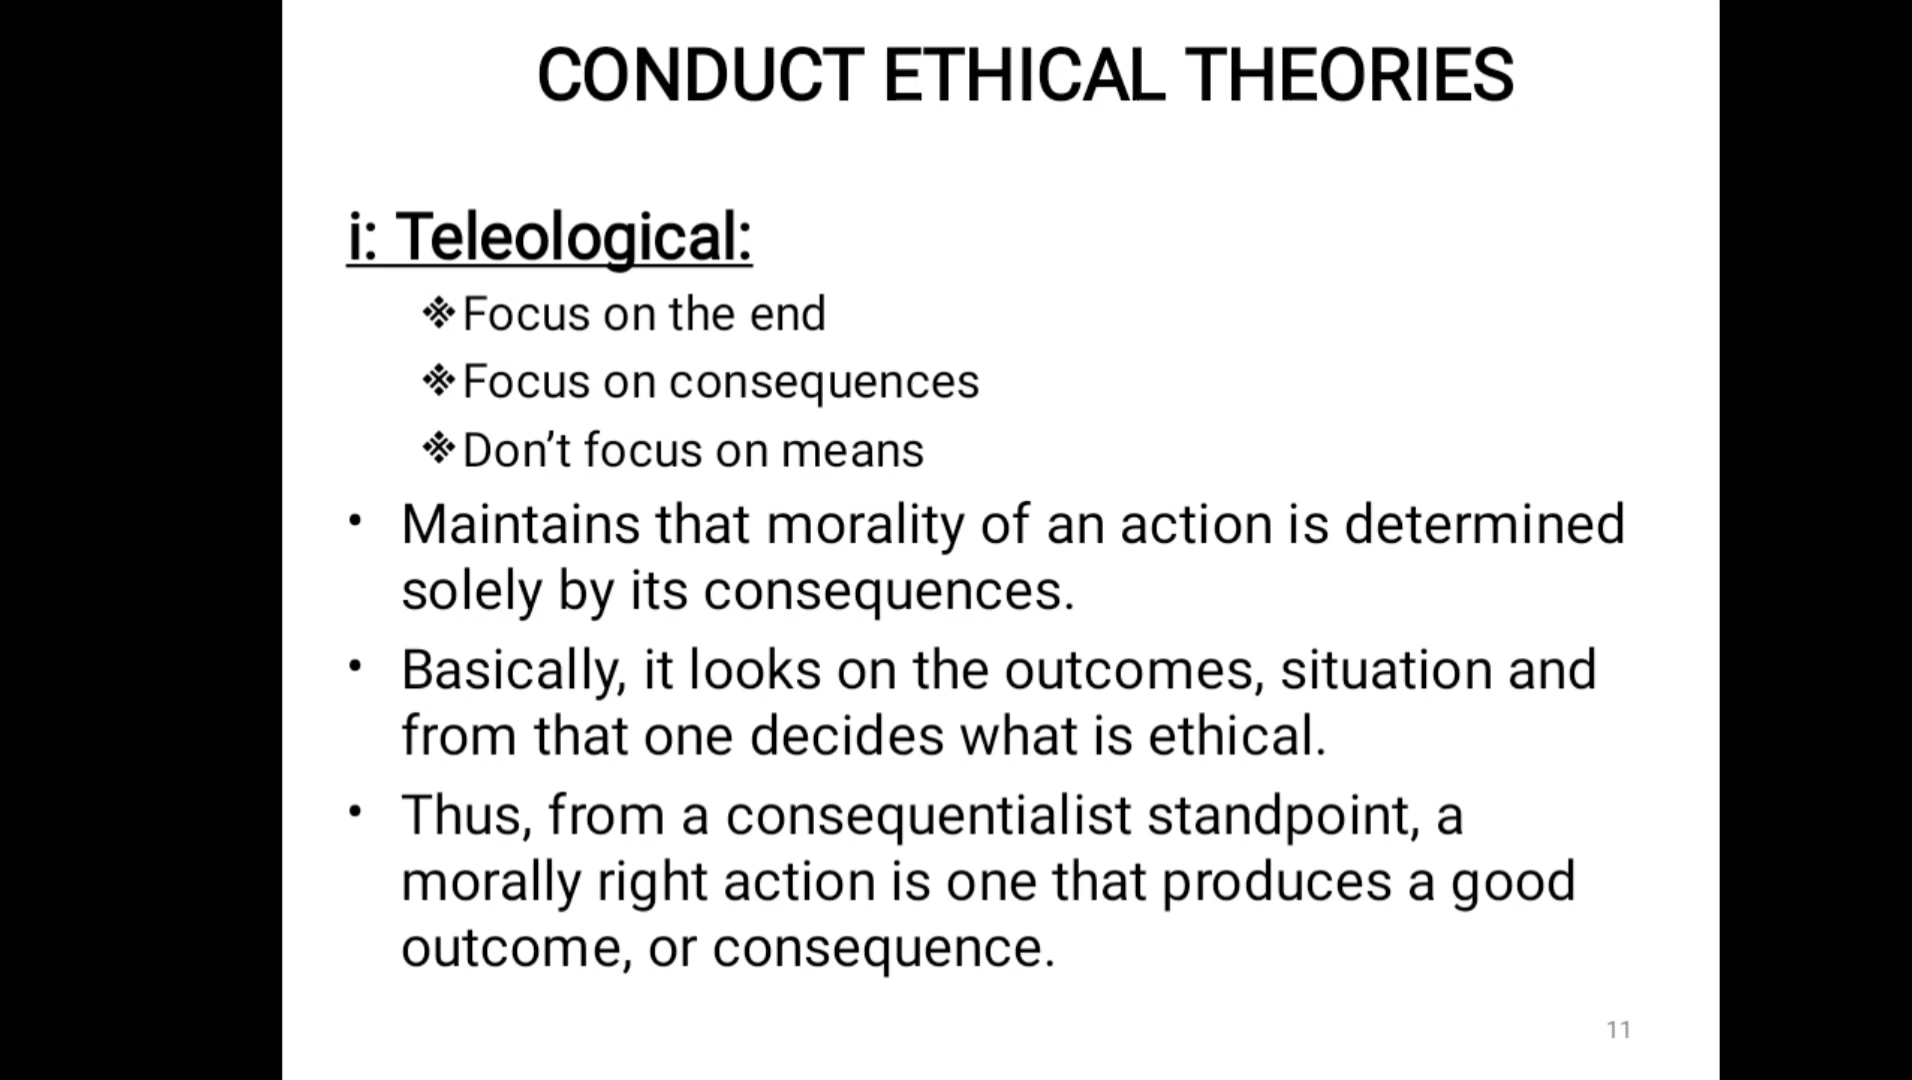 CONDUCT ETHICAL THEORIES
i: Teleological:
❖Focus on the end
❖Focus on consequences
❖Don’t focus on means
• Maintains that morality of an action is determined
solely by its consequences.
• Basically, it looks on the outcomes, situation and
from that one decides what is ethical.
• Thus, from a consequentialist standpoint, a
morally right action is one that produces a good
outcome, or consequence.
11